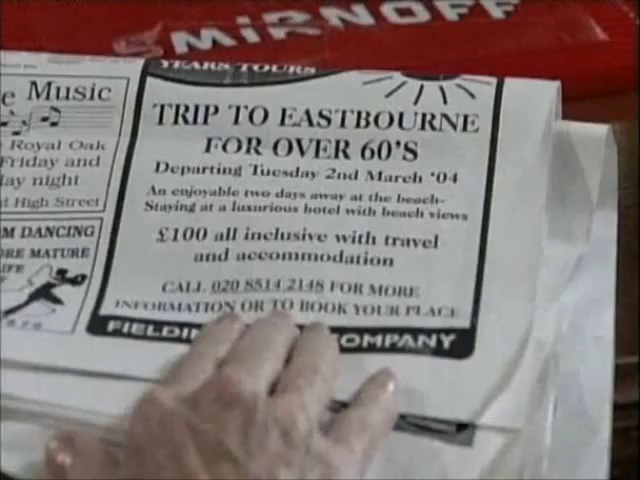 SMIRNOFF
YEARS TOURS
TRIP TO EASTBOURNE
FOR OVER 60'S
Departing Tuesday 2nd March '04
An enjoyable two days away at the beach-
Staying at a luxurious hotel with beach views
£100 all inclusive with travel
and accommodation
CALL 020 8514 2148 FOR MORE
INFORMATION OR TO BOOK YOUR PLACE
COMPANY
Music
Royal Oak
Friday and
night
High Street
DANCING
MATURE